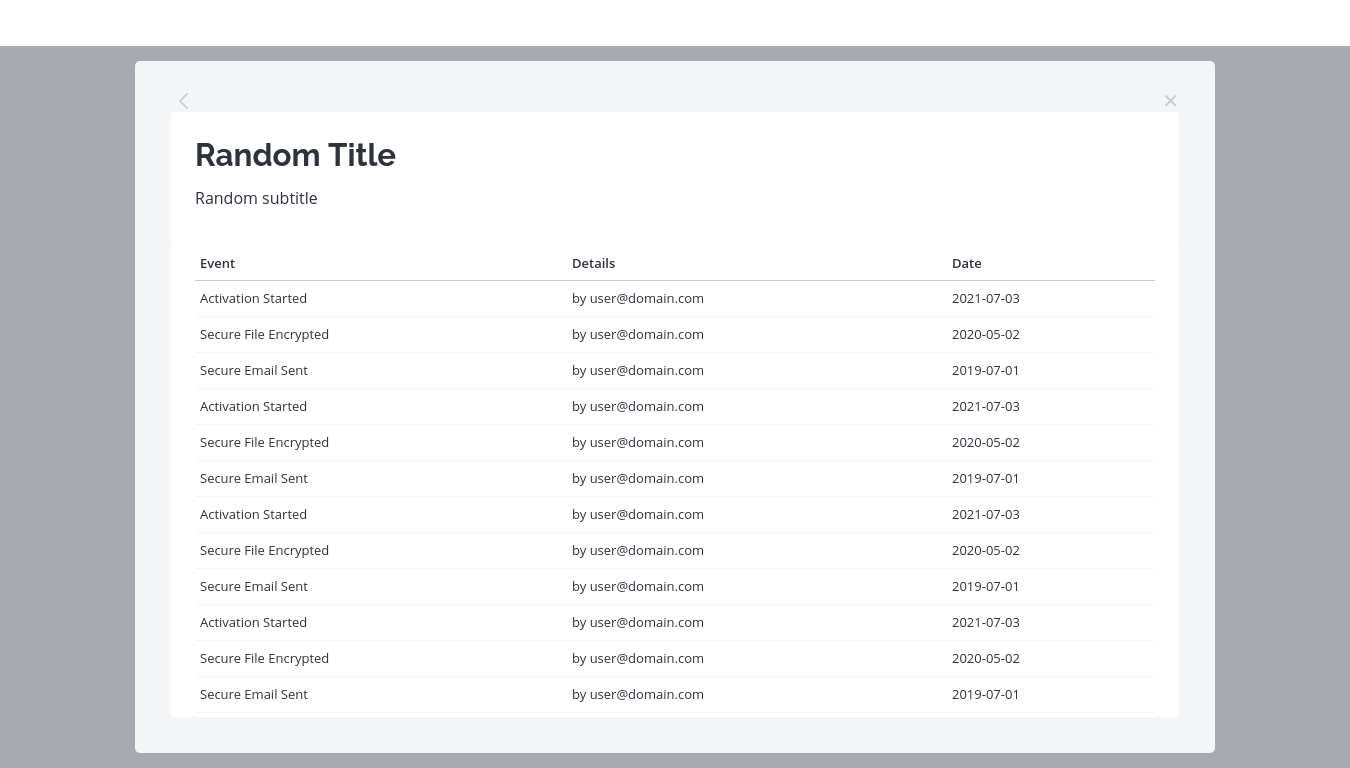 Random Title
Random subtitle
Event Details Date
Activation Started by user@domain.com 2021-07-03
Secure File Encrypted by user@domain.com 2020-05-02
Secure Email Sent by user@domain.com 2019-07-01
Activation Started by user@domain.com 2021-07-03
Secure File Encrypted by user@domain.com 2020-05-02
Secure Email Sent by user@domain.com 2019-07-01
Activation Started by user@domain.com 2021-07-03
Secure File Encrypted by user@domain.com 2020-05-02
Secure Email Sent by user@domain.com 2019-07-01
Activation Started by user@domain.com 2021-07-03
Secure File Encrypted by user@domain.com 2020-05-02
Secure Email Sent by user@domain.com 2019-07-01